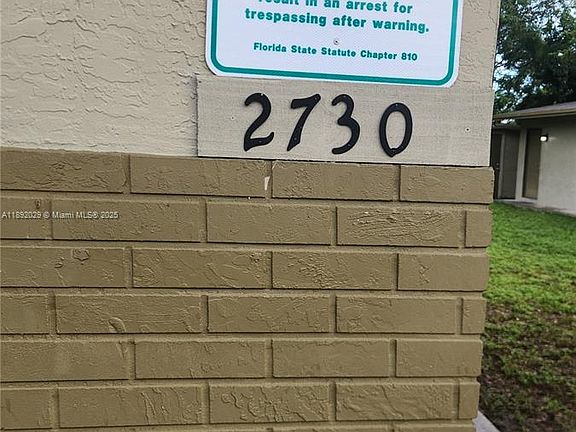 result in an arrest for
trespassing after warning.
Florida State Statute Chapter 810
2730
A11892029 © Miami MLS® 2025